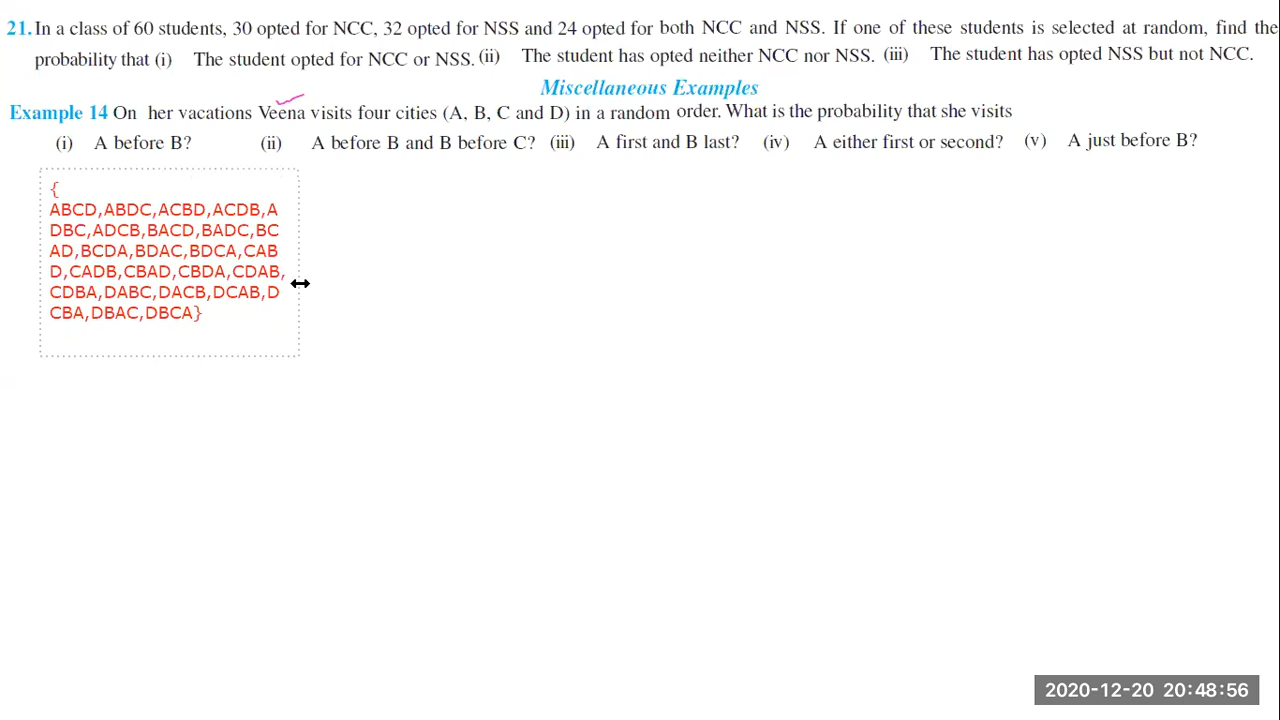 21. In a class of 60 students, 30 opted for NCC, 32 opted for NSS and 24 opted for both NCC and NSS. If one of these students is selected at random, find the
probability that (i) The student opted for NCC or NSS. (ii) The student has opted neither NCC nor NSS. (iii) The student has opted NSS but not NCC.
Miscellaneous Examples
Example 14 On her vacations Veena visits four cities (A, B, C and D) in a random order. What is the probability that she visits
(i) A before B? (ii) A before B and B before C? (iii) A first and B last? (iv) A either first or second? (v) A just before B?
{
ABCD,ABDC,ACBD,ACDB,A
DBC,ADCB,BACD,BADC,BC
AD,BCDA,BDAC,BDCA,CAB
D,CADB,CBAD,CBDA,CDAB,
CDBA,DABC,DACB,DCAB,D
CBA,DBAC,DBCA}
2020-12-20 20:48:56